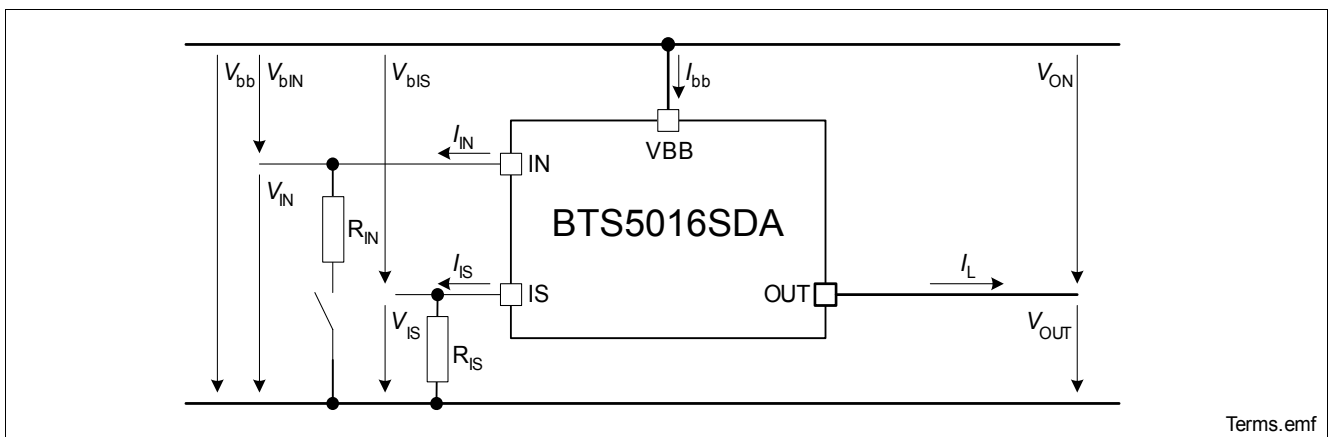 Vbb VbIN VbIS Ibb VON
IIN VBB
IN
VIN BTS5016SDA
RIN
IIS IL
IS OUT
VIS VOUT
RIS
Terms.emf